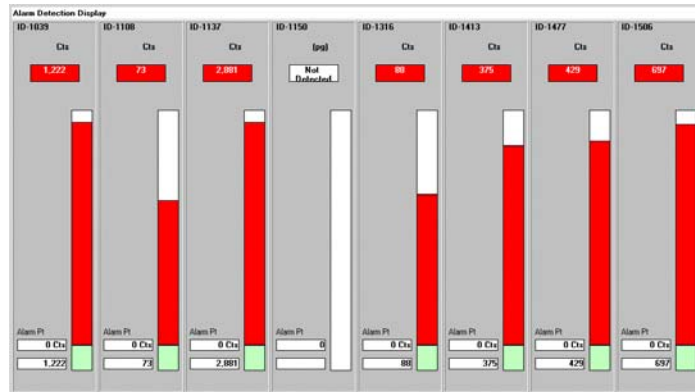 Alarm Detection Display
ID-1039 ID-1108 ID-1137 ID-1150 ID-1316 ID-1413 ID-1477 ID-1506
Cts Cts Cts (pg) Cts Cts Cts Cts
1,222 73 2,881 Not Detected 88 375 429 697
Alarm Pt Alarm Pt Alarm Pt Alarm Pt Alarm Pt Alarm Pt Alarm Pt Alarm Pt
0 Cts 0 Cts 0 Cts 0 0 Cts 0 Cts 0 Cts 0 Cts
1,222 73 2,881 88 375 429 697